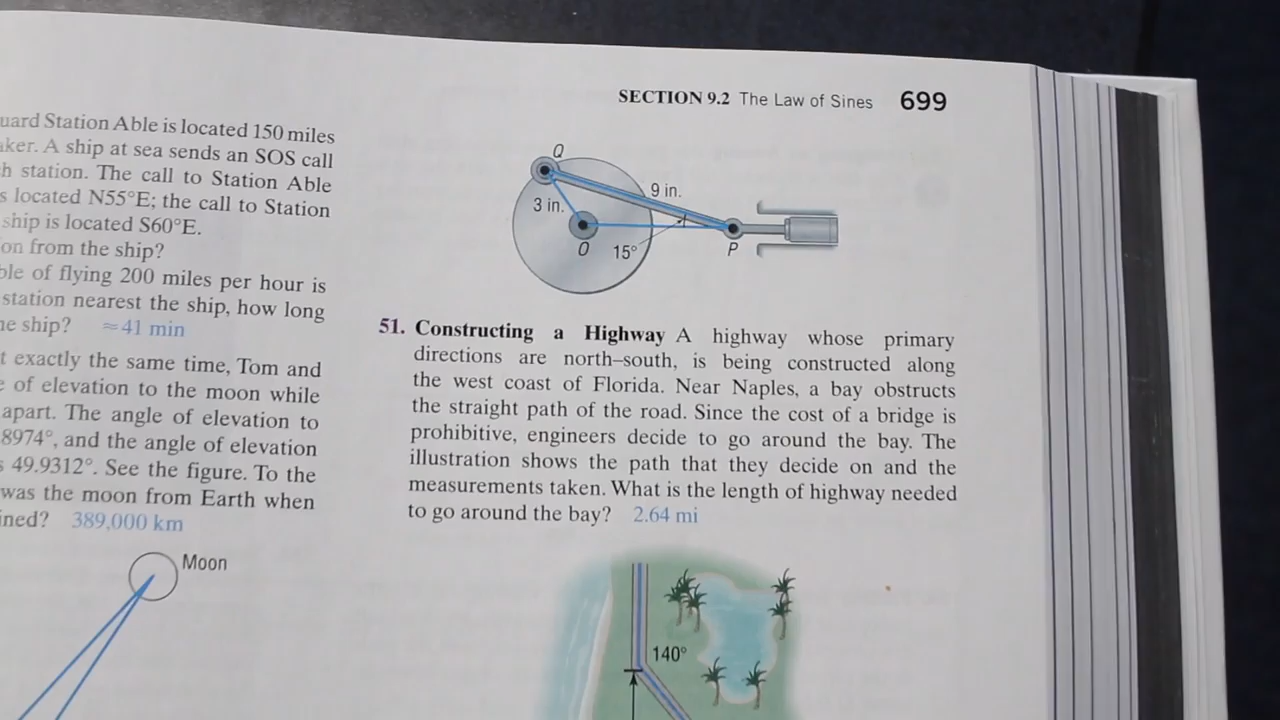 SECTION 9.2 The Law of Sines 699
uard Station Able is located 150 miles
aker. A ship at sea sends an SOS call
h station. The call to Station Able
s located N55°E; the call to Station
ship is located S60°E.
on from the ship?
ble of flying 200 miles per hour is
station nearest the ship, how long
he ship? ≈41 min
t exactly the same time, Tom and
e of elevation to the moon while
apart. The angle of elevation to
8974°, and the angle of elevation
s 49.9312°. See the figure. To the
was the moon from Earth when
ined? 389,000 km
Moon
Q
9 in.
3 in.
O
15°
P
51. Constructing a Highway A highway whose primary
directions are north–south, is being constructed along
the west coast of Florida. Near Naples, a bay obstructs
the straight path of the road. Since the cost of a bridge is
prohibitive, engineers decide to go around the bay. The
illustration shows the path that they decide on and the
measurements taken. What is the length of highway needed
to go around the bay? 2.64 mi
140°